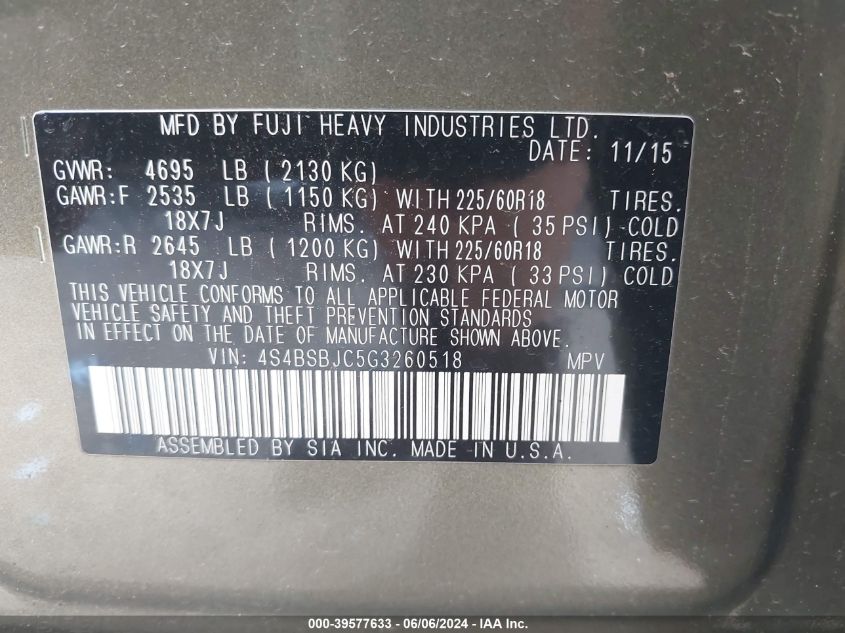 MFD BY FUJI HEAVY INDUSTRIES LTD.
DATE: 11/15
GVWR: 4695 LB ( 2130 KG)
GAWR:F 2535 LB ( 1150 KG) WITH 225/60R18 TIRES.
18X7J RIMS. AT 240 KPA ( 35 PSI) COLD
GAWR:R 2645 LB ( 1200 KG) WITH 225/60R18 TIRES.
18X7J RIMS. AT 230 KPA ( 33 PSI) COLD
THIS VEHICLE CONFORMS TO ALL APPLICABLE FEDERAL MOTOR
VEHICLE SAFETY AND THEFT PREVENTION STANDARDS
IN EFFECT ON THE DATE OF MANUFACTURE SHOWN ABOVE.
VIN: 4S4BSBJC5G3260518 MPV
ASSEMBLED BY SIA INC. MADE IN U.S.A.
000-39577633 - 06/06/2024 - IAA Inc.